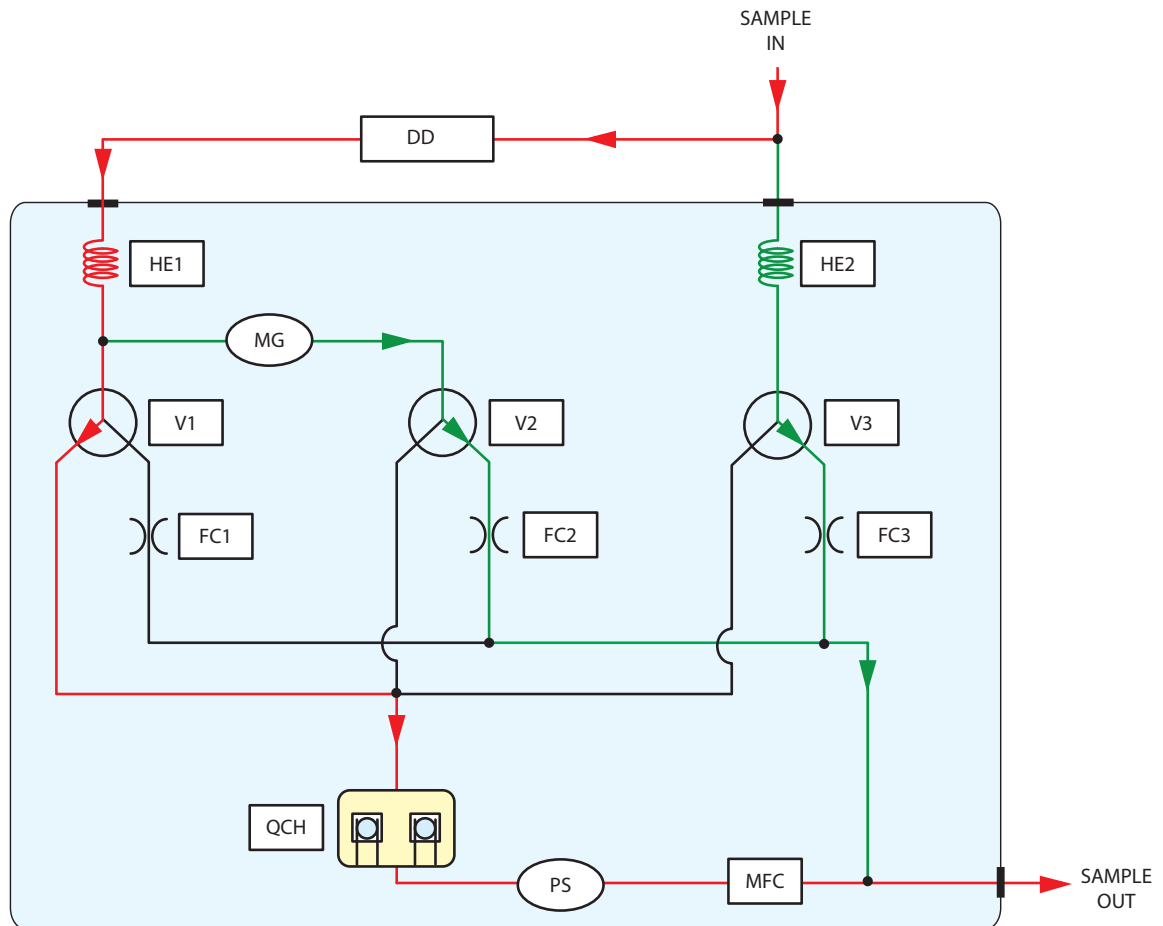 SAMPLE
IN
DD
HE1
HE2
MG
V1
V2
V3
FC1
FC2
FC3
QCH
PS
MFC
SAMPLE
OUT